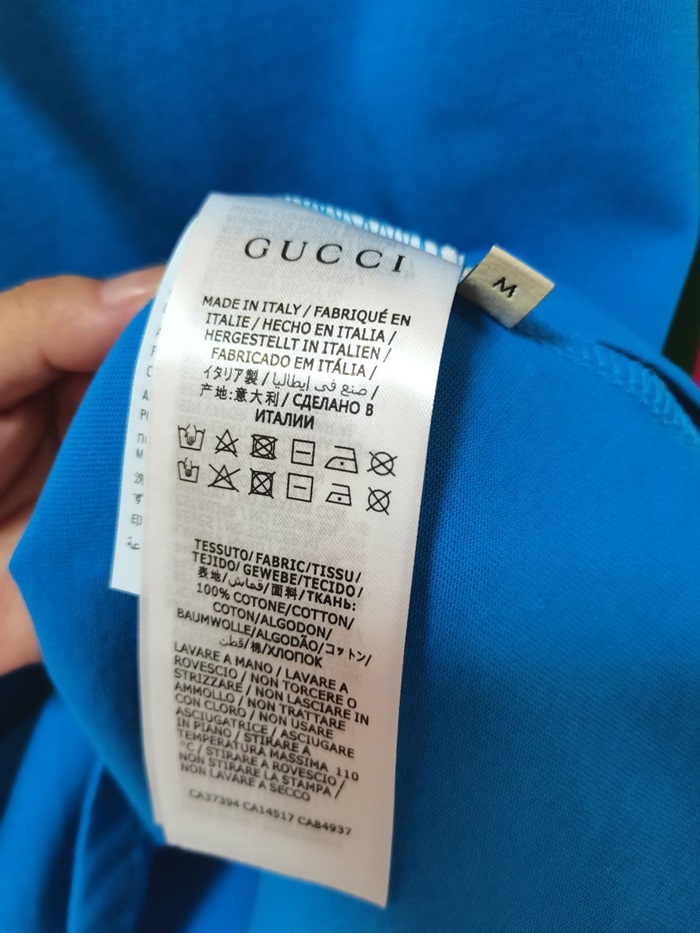 GUCCI
M
MADE IN ITALY / FABRIQUÉ EN
ITALIE / HECHO EN ITALIA /
HERGESTELLT IN ITALIEN /
FABRICADO EM ITÁLIA /
イタリア製 / صنع في إيطاليا /
产地:意大利 / СДЕЛАНО В
ИТАЛИИ
TESSUTO/FABRIC/TISSU/
TEJIDO/GEWEBE/TECIDO/
表地/قماش/面料/ТКАНЬ:
100% COTONE/COTTON/
COTON/ALGODON/
BAUMWOLLE/ALGODÃO/コットン/
قطن/棉/ХЛОПОК
LAVARE A MANO / LAVARE A
ROVESCIO / NON TORCERE O
STRIZZARE / NON LASCIARE IN
AMMOLLO / NON TRATTARE
CON CLORO / NON USARE
ASCIUGATRICE / ASCIUGARE
IN PIANO / STIRARE A
TEMPERATURA MASSIMA 110
°C / STIRARE A ROVESCIO /
NON STIRARE LA STAMPA /
NON LAVARE A SECCO
CA37394 CA14517 CA84937